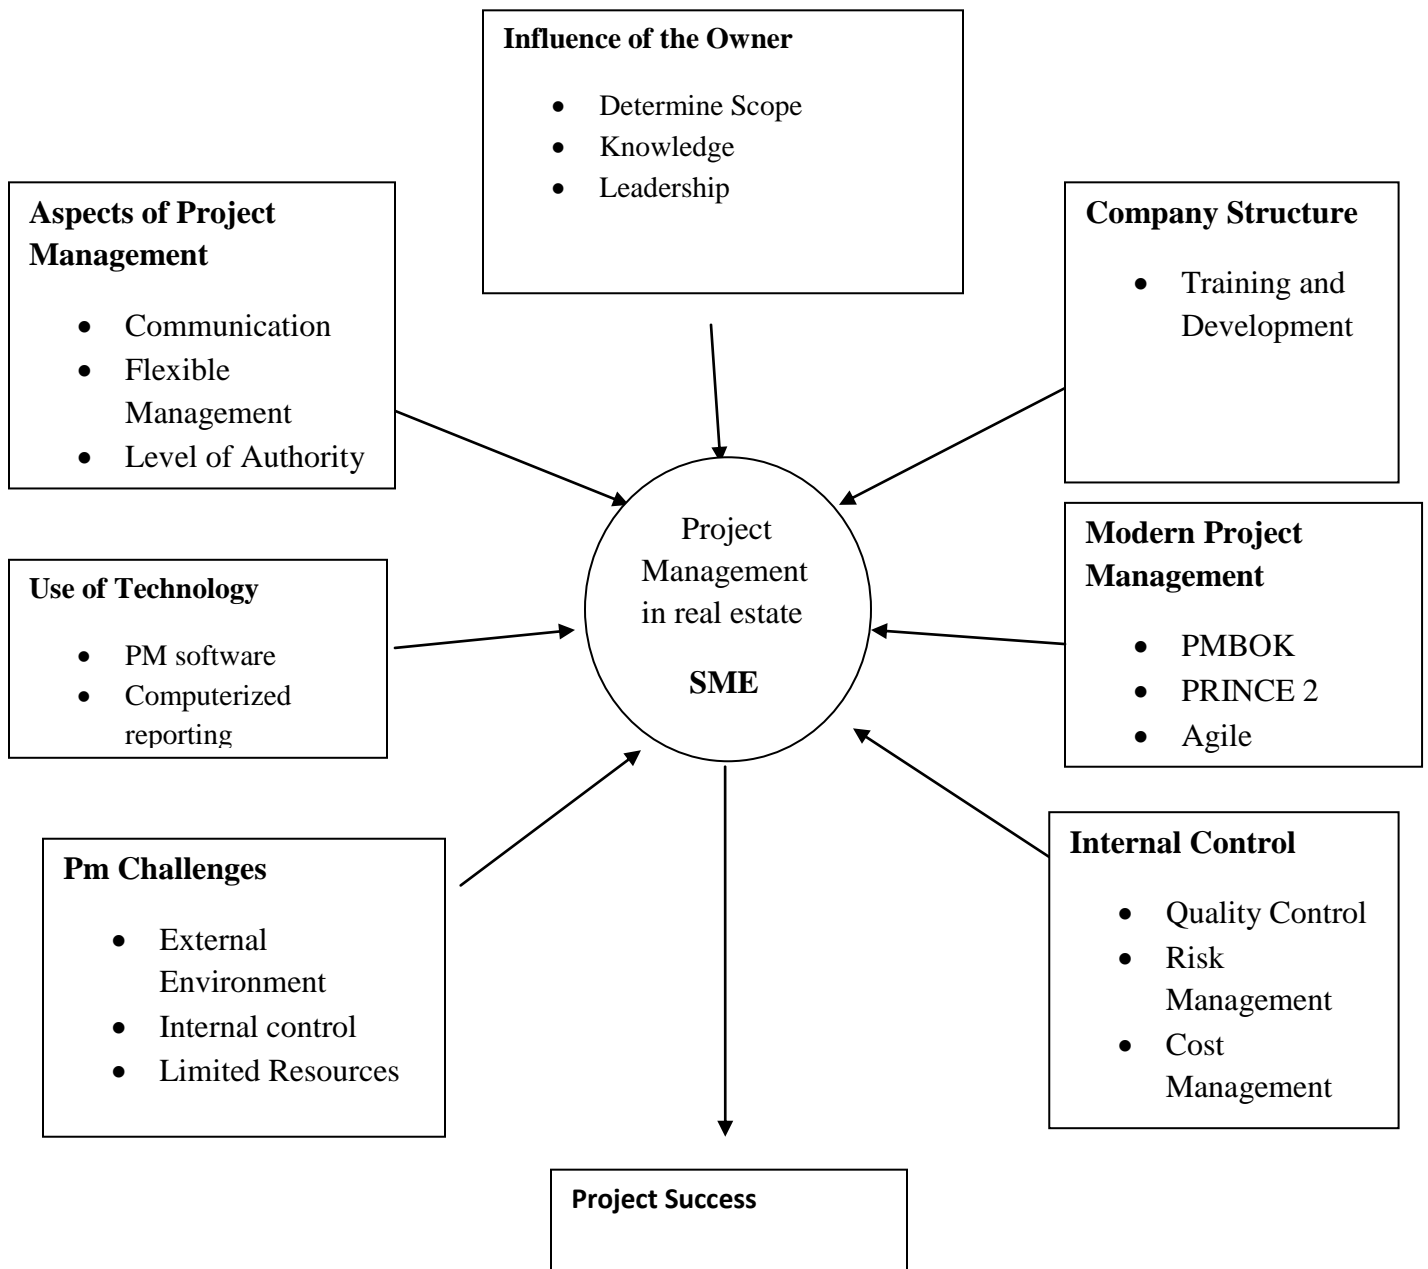 Influence of the Owner
• Determine Scope
• Knowledge
• Leadership
Aspects of Project
Management
• Communication
• Flexible
Management
• Level of Authority
Company Structure
• Training and
Development
Project
Management
in real estate
SME
Modern Project
Management
• PMBOK
• PRINCE 2
• Agile
Use of Technology
• PM software
• Computerized
reporting
Pm Challenges
• External
Environment
• Internal control
• Limited Resources
Internal Control
• Quality Control
• Risk
Management
• Cost
Management
Project Success